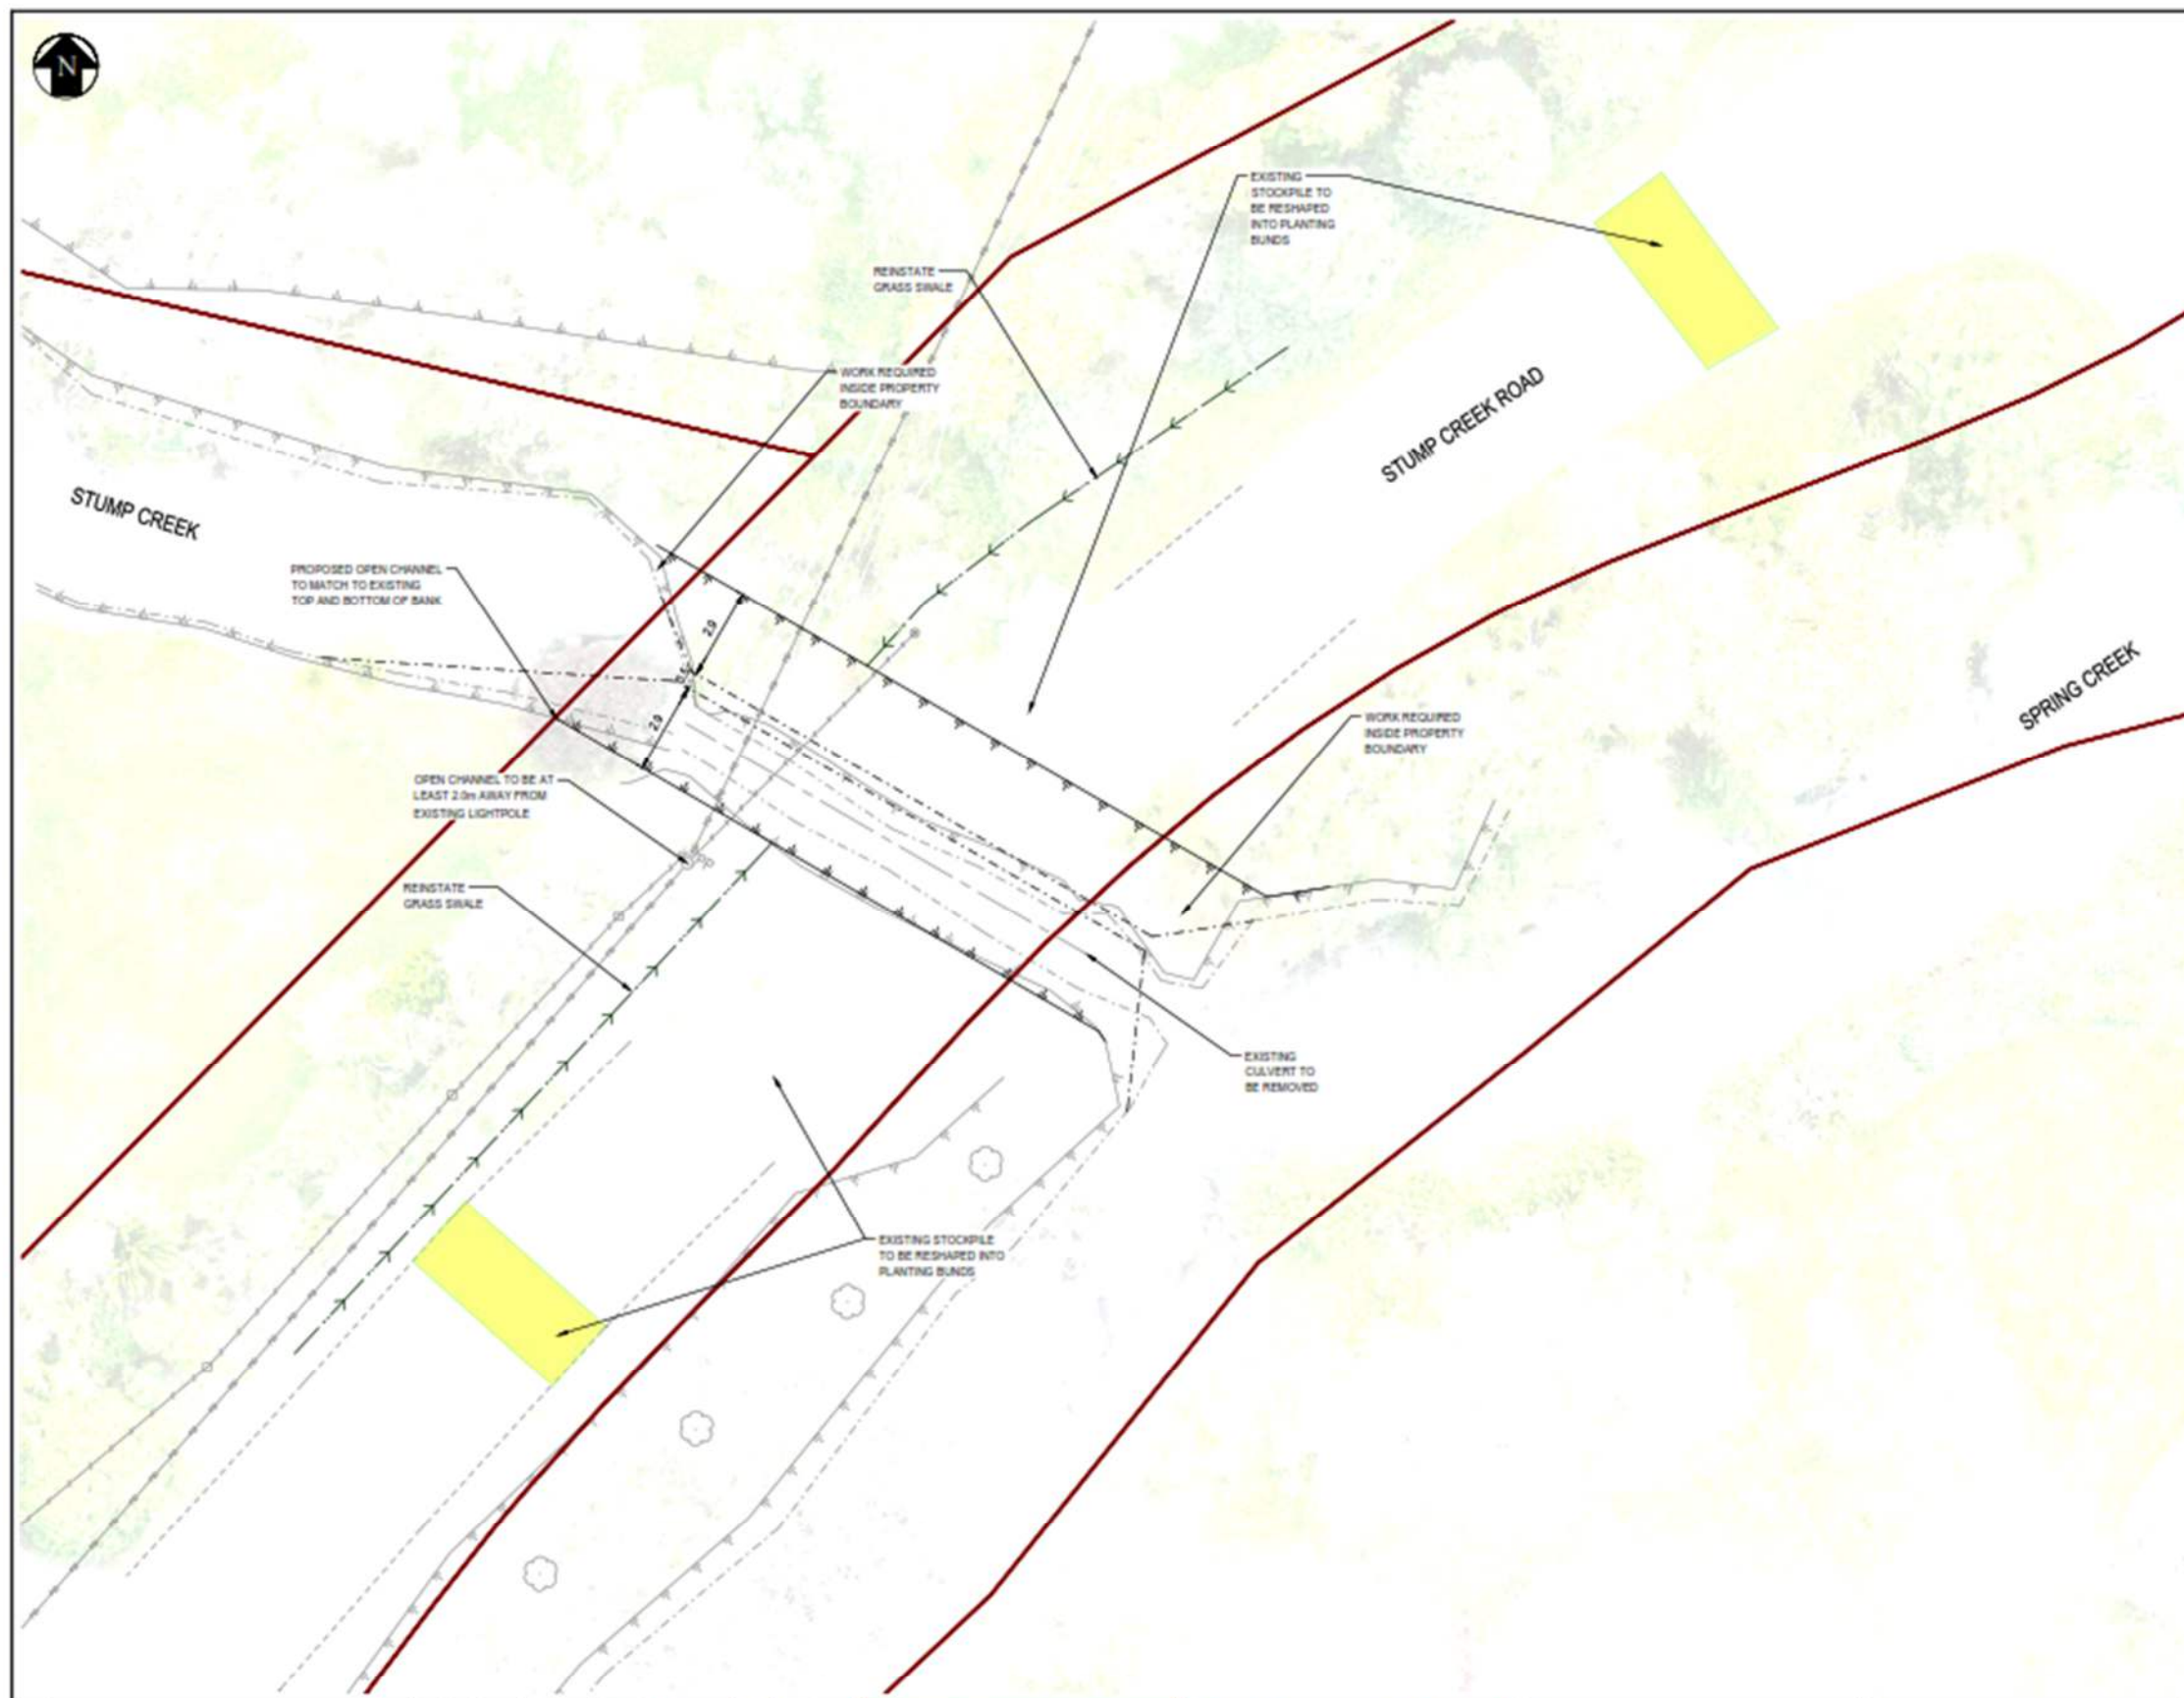 N
EXISTING
STOCKPILE TO
BE RESHAPED
INTO PLANTING
BUNDS
REINSTATE
GRASS SWALE
WORK REQUIRED
INSIDE PROPERTY
BOUNDARY
STUMP CREEK ROAD
STUMP CREEK
PROPOSED OPEN CHANNEL
TO MATCH TO EXISTING
TOP AND BOTTOM OF BANK
2.9
2.9
SPRING CREEK
WORK REQUIRED
INSIDE PROPERTY
BOUNDARY
OPEN CHANNEL TO BE AT
LEAST 2.0m AWAY FROM
EXISTING LIGHTPOLE
REINSTATE
GRASS SWALE
EXISTING
CULVERT TO
BE REMOVED
EXISTING STOCKPILE
TO BE RESHAPED INTO
PLANTING BUNDS